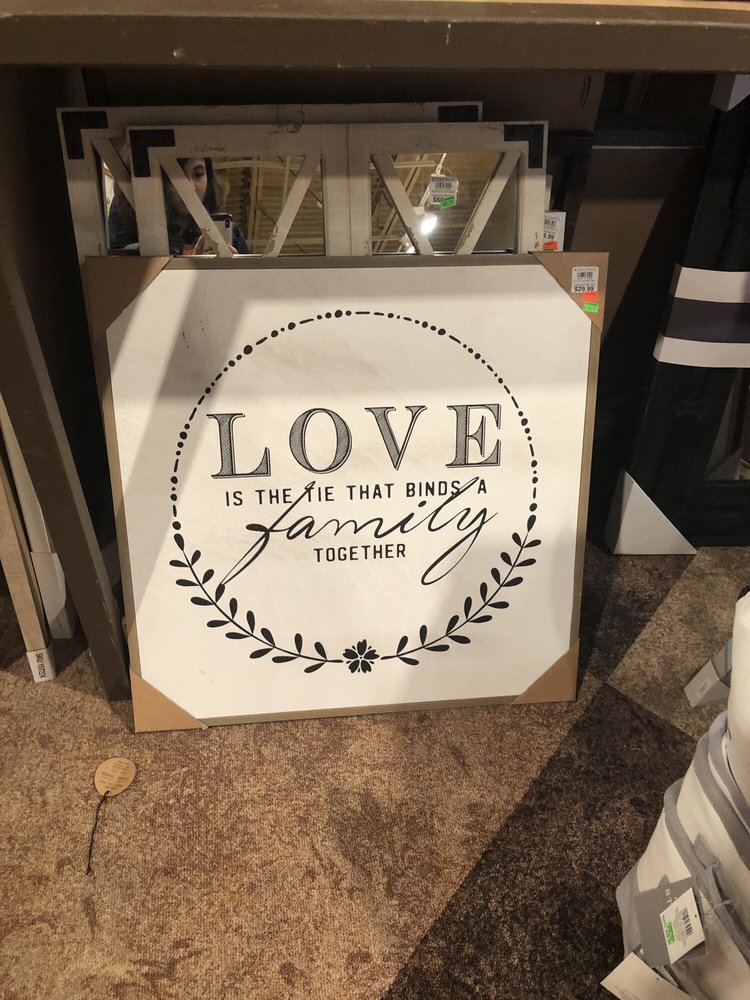 $29.99
LOVE
IS THE TIE THAT BINDS A
family
TOGETHER